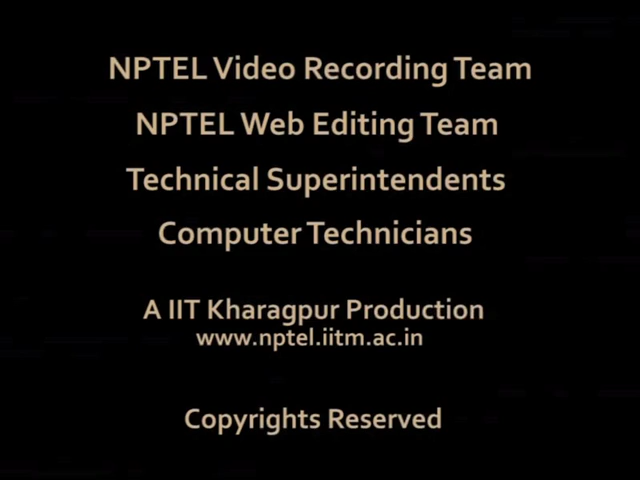 NPTEL Video Recording Team
NPTEL Web Editing Team
Technical Superintendents
Computer Technicians
A IIT Kharagpur Production
www.nptel.iitm.ac.in
Copyrights Reserved